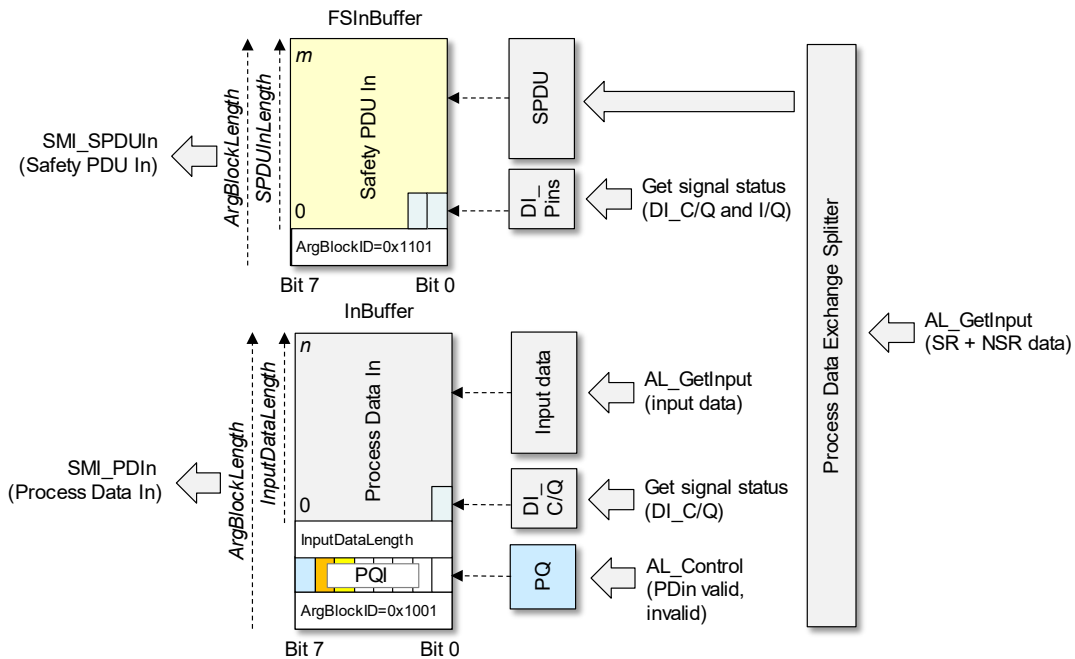 FSInBuffer
m
Safety PDU In
0
ArgBlockID=0x1101
Bit 7
Bit 0
ArgBlockLength
SPDUInLength
SMI_SPDUIn
(Safety PDU In)
SPDU
DI_
Pins
Get signal status
(DI_C/Q and I/Q)
InBuffer
n
Process Data In
0
InputDataLength
PQI
ArgBlockID=0x1001
Bit 7
Bit 0
ArgBlockLength
InputDataLength
SMI_PDIn
(Process Data In)
Input data
AL_GetInput
(input data)
DI_
C/Q
Get signal status
(DI_C/Q)
PQ
AL_Control
(PDin valid,
invalid)
Process Data Exchange Splitter
AL_GetInput
(SR + NSR data)